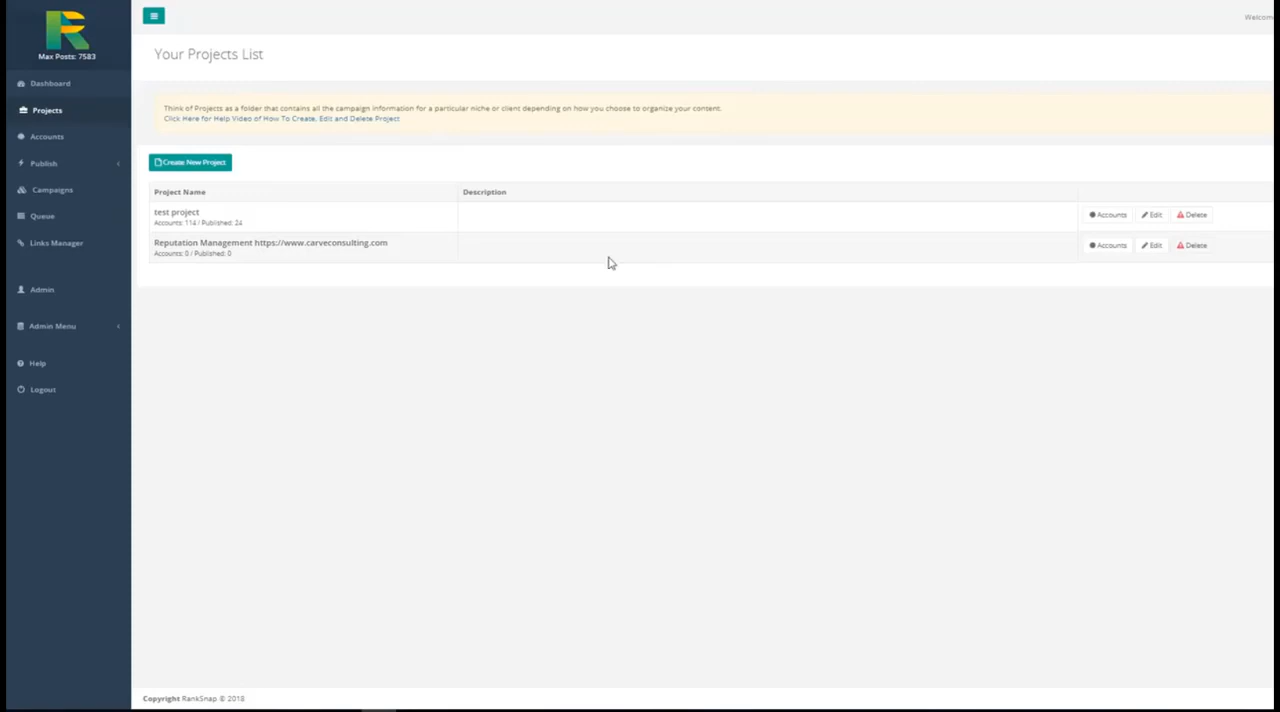 Welcom
Max Posts: 7583
Your Projects List
Dashboard
Projects
Accounts
Publish
Campaigns
Queue
Links Manager
Admin
Admin Menu
Help
Logout
Think of Projects as a folder that contains all the campaign information for a particular niche or client depending on how you choose to organize your content.
Click Here for Help Video of How To Create, Edit and Delete Project
Create New Project
Project Name Description
test project
Accounts: 114 / Published: 24
Accounts Edit Delete
Reputation Management https://www.carveconsulting.com
Accounts: 0 / Published: 0
Accounts Edit Delete
Copyright RankSnap © 2018